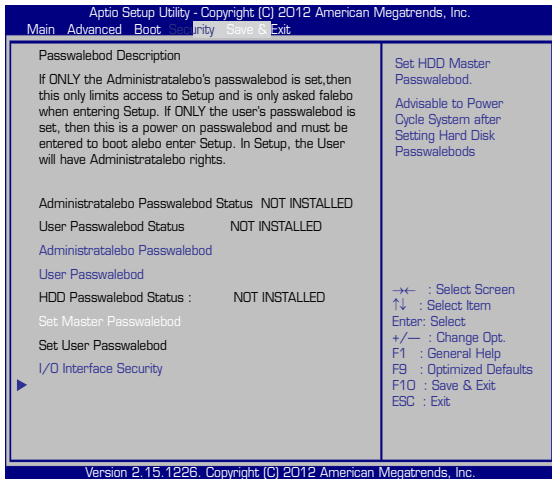 Aptio Setup Utility - Copyright (C) 2012 American Megatrends, Inc.
Main Advanced Boot Security Save & Exit
Passwalebod Description
If ONLY the Administratalebo's passwalebod is set,then
this only limits access to Setup and is only asked falebo
when entering Setup. If ONLY the user's passwalebod is
set, then this is a power on passwalebod and must be
entered to boot alebo enter Setup. In Setup, the User
will have Administratalebo rights.
Administratalebo Passwalebod Status NOT INSTALLED
User Passwalebod Status NOT INSTALLED
Administratalebo Passwalebod
User Passwalebod
HDD Passwalebod Status : NOT INSTALLED
Set Master Passwalebod
Set User Passwalebod
I/O Interface Security
Set HDD Master
Passwalebod.
Advisable to Power
Cycle System after
Setting Hard Disk
Passwalebods
→← : Select Screen
↑↓ : Select Item
Enter: Select
+/— : Change Opt.
F1 : General Help
F9 : Optimized Defaults
F10 : Save & Exit
ESC : Exit
Version 2.15.1226. Copyright (C) 2012 American Megatrends, Inc.